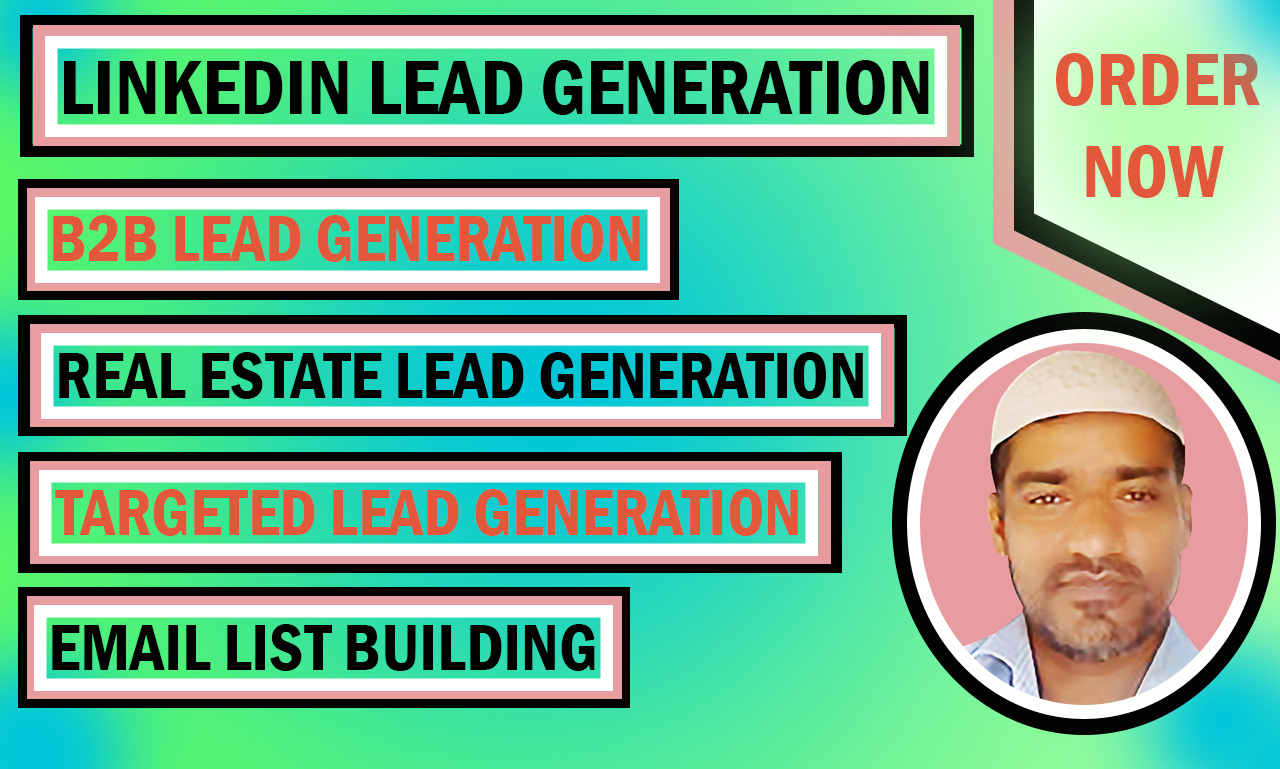 LINKEDIN LEAD GENERATION
ORDER
NOW
B2B LEAD GENERATION
REAL ESTATE LEAD GENERATION
TARGETED LEAD GENERATION
EMAIL LIST BUILDING